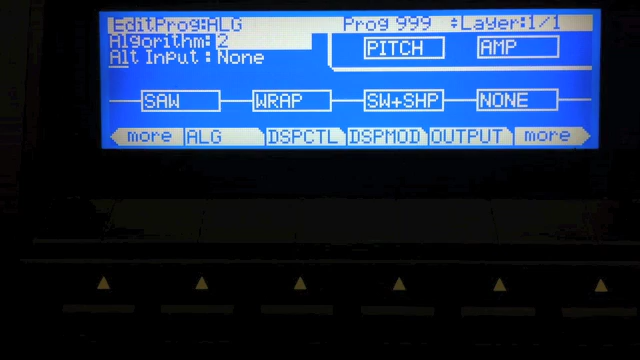 EditProg:ALG Prog 999 Layer:1/1
Algorithm:2
Alt Input:None
PITCH AMP
SAW WRAP SW+SHP NONE
more ALG DSPCTL DSPMOD OUTPUT more